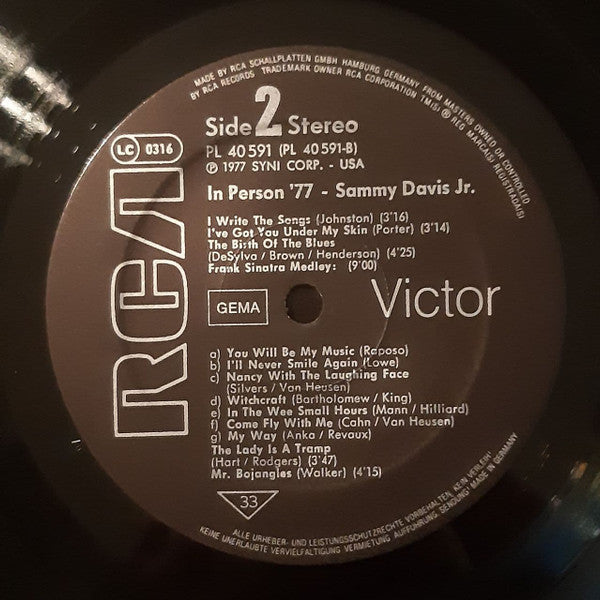 MADE BY RCA SCHALLPLATTEN GMBH HAMBURG GERMANY FROM MASTERS OWNED OR CONTROLLED
BY RCA RECORDS TRADEMARK OWNER RCA CORPORATION TM(S) ® REG MARCA(S) REGISTRADA(S)
Side 2 Stereo
LC 0316
PL 40591 (PL 40591-B)
℗ 1977 SYNI CORP. - USA
In Person '77 - Sammy Davis Jr.
I Write The Songs (Johnston) (3'16)
I've Got You Under My Skin (Porter) (3'14)
The Birth Of The Blues
(DeSylva / Brown / Henderson) (4'25)
Frank Sinatra Medley: (9'00)
RCA
GEMA
Victor
a) You Will Be My Music (Raposo)
b) I'll Never Smile Again (Lowe)
c) Nancy With The Laughing Face
(Silvers / Van Heusen)
d) Witchcraft (Bartholomew / King)
e) In The Wee Small Hours (Mann / Hilliard)
f) Come Fly With Me (Cahn / Van Heusen)
g) My Way (Anka / Revaux)
The Lady Is A Tramp
(Hart / Rodgers) (3'47)
Mr. Bojangles (Walker) (4'15)
33
ALLE URHEBER- UND LEISTUNGSSCHUTZRECHTE VORBEHALTEN, KEIN VERLEIH!
KEINE UNERLAUBTE VERVIELFÄLTIGUNG VERMIETUNG AUFFÜHRUNG SENDUNG! MADE IN GERMANY